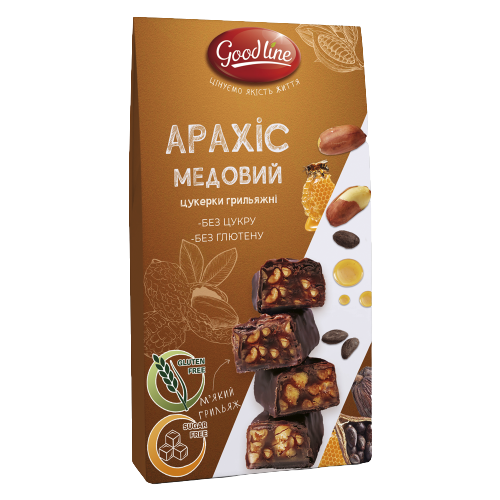 Good line
ЦІНУЄМО ЯКІСТЬ ЖИТТЯ
АРАХІС
МЕДОВИЙ
цукерки грильяжні
-БЕЗ ЦУКРУ
-БЕЗ ГЛЮТЕНУ
GLUTEN
FREE
М'ЯКИЙ
ГРИЛЬЯЖ
SUGAR
FREE